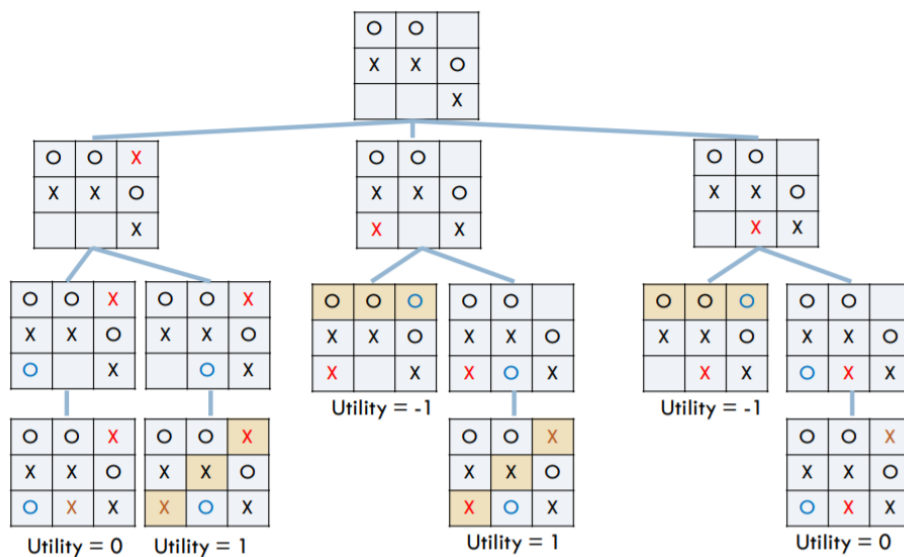 O O
X X O
X
O O X
X X O
X
O O
X X O
X X
O O
X X O
X X
O O X
X X O
O X
O O X
X X O
O X
O O O
X X O
X X
O O
X X O
X O X
O O O
X X O
X X
O O
X X O
O X X
Utility = -1
Utility = -1
O O X
X X O
O X X
O O X
X X O
X O X
O O X
X X O
X O X
O O X
X X O
O X X
Utility = 0
Utility = 1
Utility = 1
Utility = 0